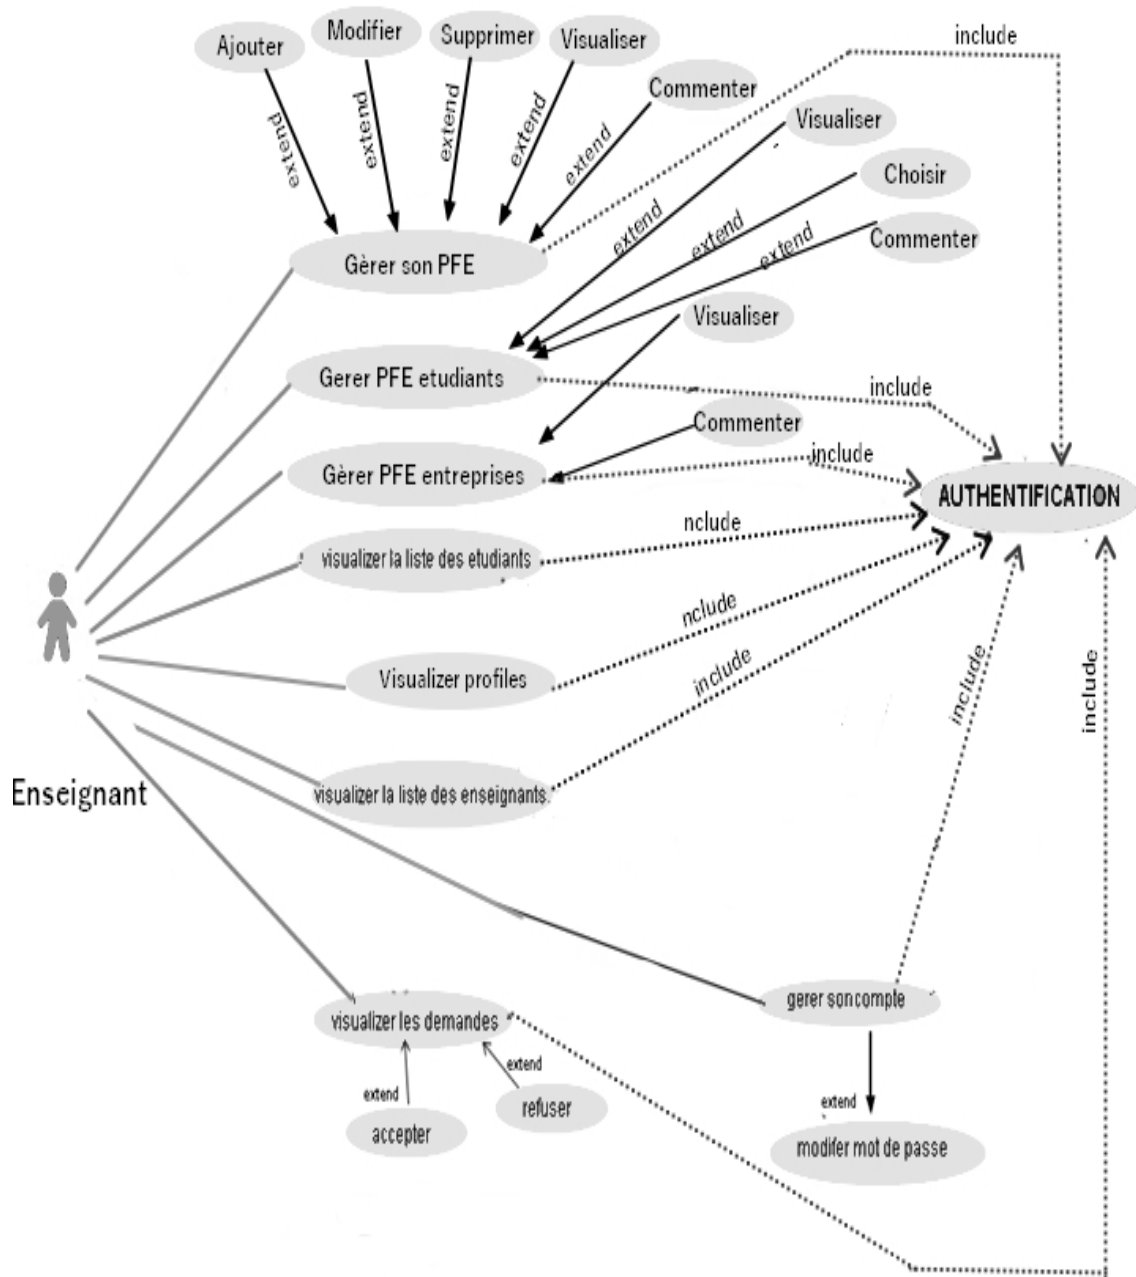 Ajouter
Modifier
Supprimer
Visualiser
include
Commenter
extend
extend
extend
extend
extend
Visualiser
Choisir
extend
extend
extend
Commenter
Gèrer son PFE
Visualiser
Gerer PFE etudiants
include
Commenter
include
Gèrer PFE entreprises
AUTHENTIFICATION
nclude
visualizer la liste des etudiants
nclude
include
include
include
Visualizer profiles
Enseignant
visualizer la liste des enseignants
gerer soncompte
visualizer les demandes
extend
extend
refuser
accepter
extend
modifer mot de passe